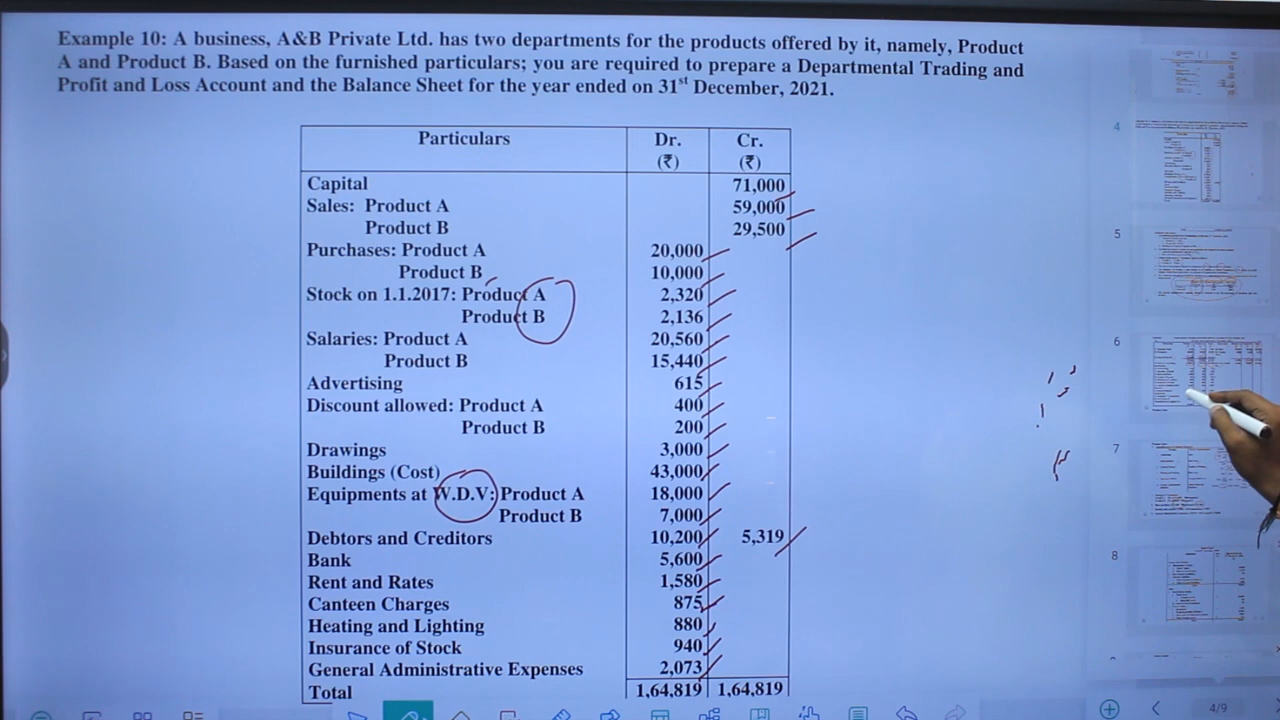 Example 10: A business, A&B Private Ltd. has two departments for the products offered by it, namely, Product
A and Product B. Based on the furnished particulars; you are required to prepare a Departmental Trading and
Profit and Loss Account and the Balance Sheet for the year ended on 31st December, 2021.
Particulars Dr. (₹) Cr. (₹)
Capital 71,000
Sales: Product A 59,000
Product B 29,500
Purchases: Product A 20,000
Product B 10,000
Stock on 1.1.2017: Product A 2,320
Product B 2,136
Salaries: Product A 20,560
Product B 15,440
Advertising 615
Discount allowed: Product A 400
Product B 200
Drawings 3,000
Buildings (Cost) 43,000
Equipments at W.D.V: Product A 18,000
Product B 7,000
Debtors and Creditors 10,200 5,319
Bank 5,600
Rent and Rates 1,580
Canteen Charges 875
Heating and Lighting 880
Insurance of Stock 940
General Administrative Expenses 2,073
Total 1,64,819 1,64,819
4
5
6
7
8
4/9